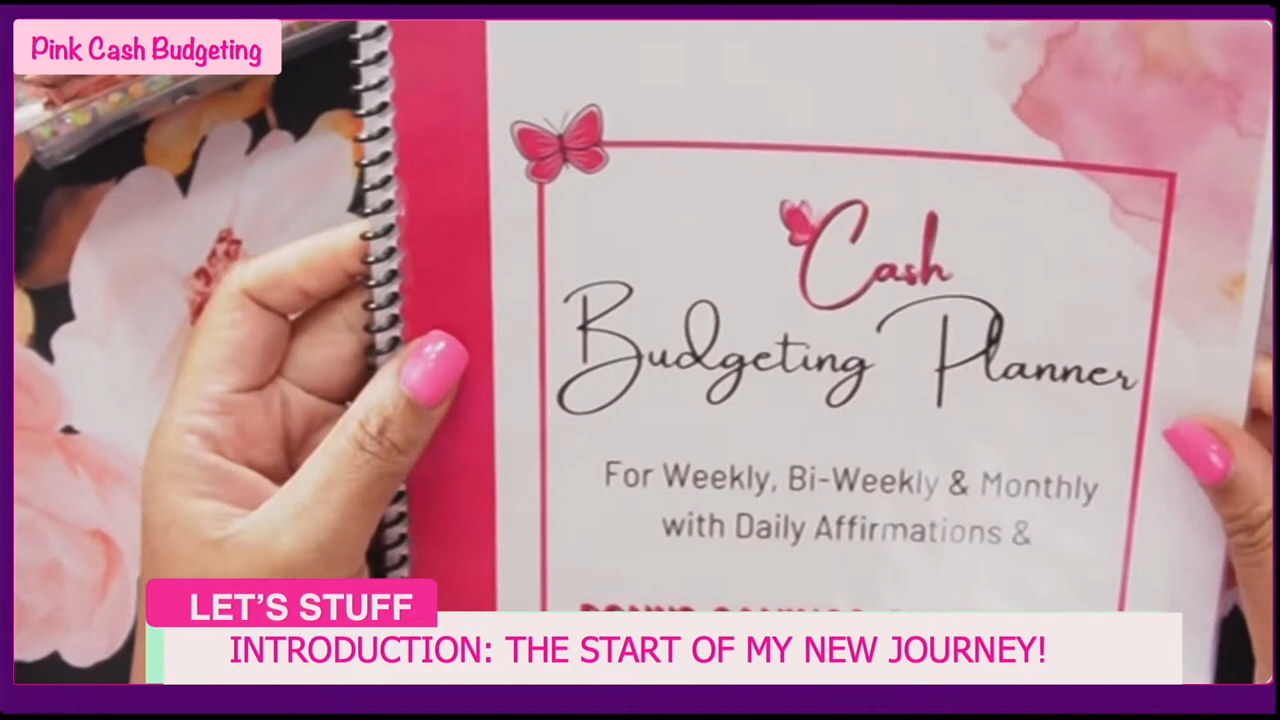 Pink Cash Budgeting
Cash
Budgeting Planner
For Weekly, Bi-Weekly & Monthly
with Daily Affirmations &
LET'S STUFF
INTRODUCTION: THE START OF MY NEW JOURNEY!